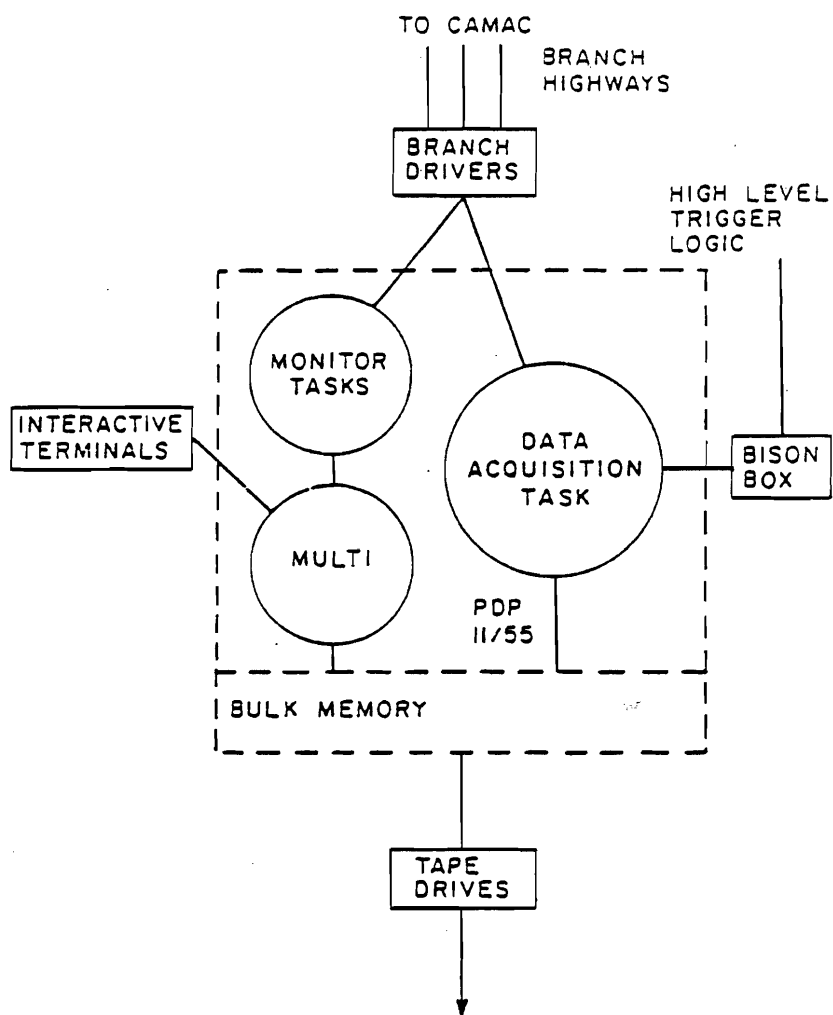 TO CAMAC
BRANCH
HIGHWAYS
BRANCH
DRIVERS
HIGH LEVEL
TRIGGER
LOGIC
MONITOR
TASKS
INTERACTIVE
TERMINALS
DATA
ACQUISITION
TASK
BISON
BOX
MULTI
PDP
11/55
BULK MEMORY
TAPE
DRIVES